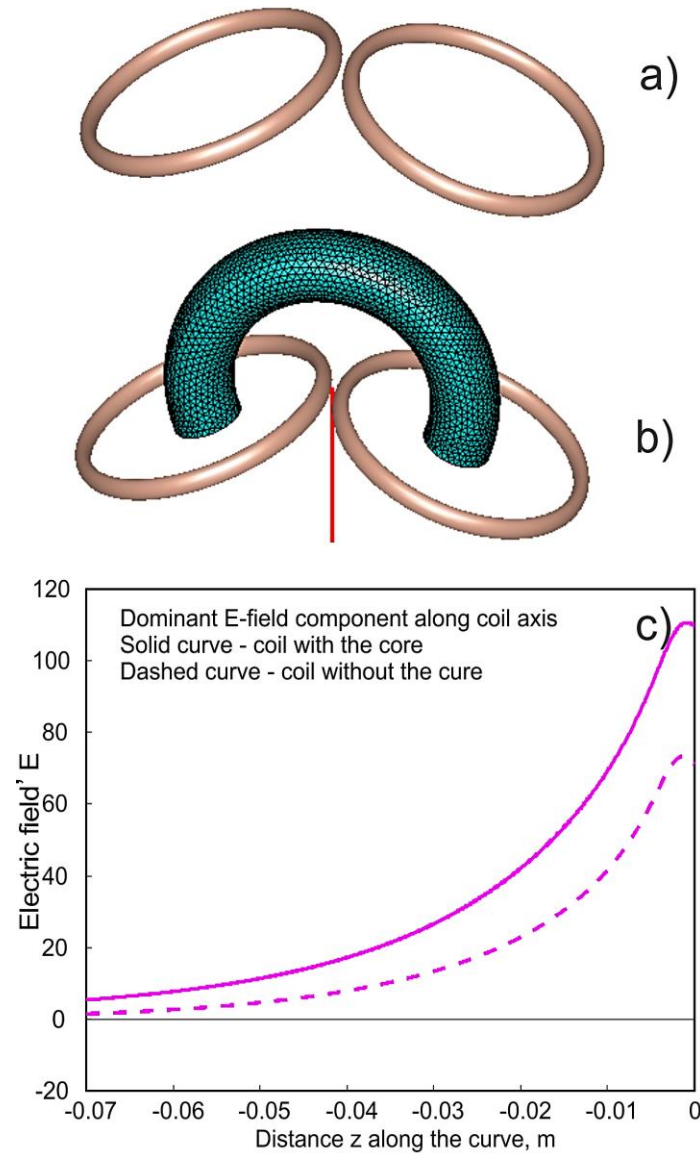 a)
b)
c)
Dominant E-field component along coil axis
Solid curve - coil with the core
Dashed curve - coil without the cure
Electric field' E
120
100
80
60
40
20
0
-20
-0.07 -0.06 -0.05 -0.04 -0.03 -0.02 -0.01 0
Distance z along the curve, m